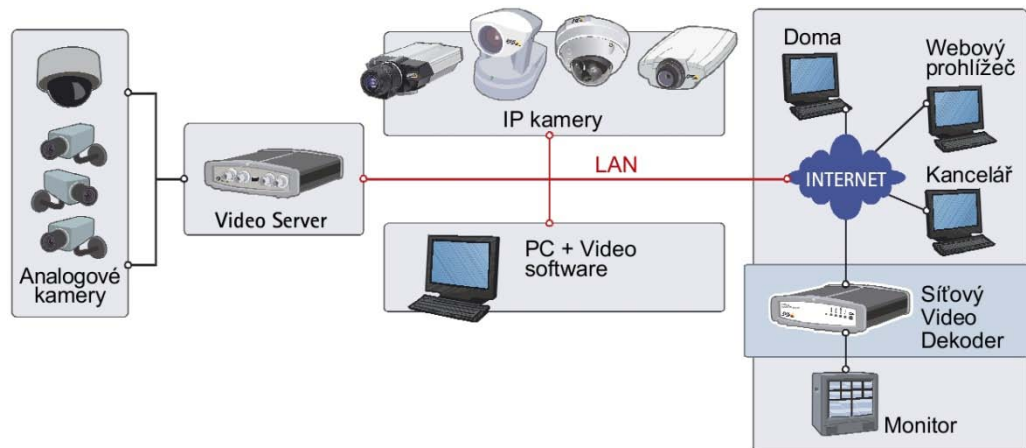 Analogové
kamery
Video Server
IP kamery
LAN
PC + Video
software
Doma
Webový
prohlížeč
INTERNET
Kancelář
Síťový
Video
Dekoder
Monitor